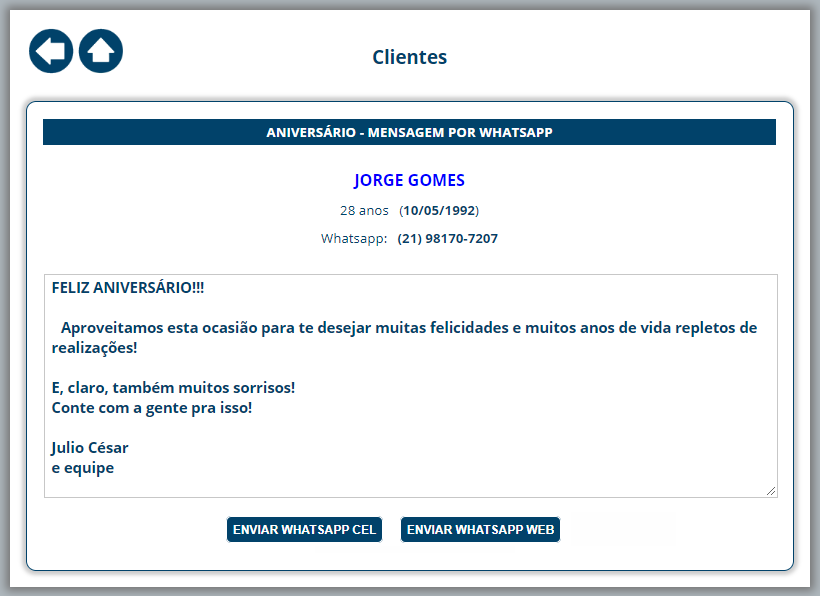 Clientes
ANIVERSÁRIO - MENSAGEM POR WHATSAPP
JORGE GOMES
28 anos (10/05/1992)
Whatsapp: (21) 98170-7207
FELIZ ANIVERSÁRIO!!!
Aproveitamos esta ocasião para te desejar muitas felicidades e muitos anos de vida repletos de
realizações!
E, claro, também muitos sorrisos!
Conte com a gente pra isso!
Julio César
e equipe
ENVIAR WHATSAPP CEL ENVIAR WHATSAPP WEB